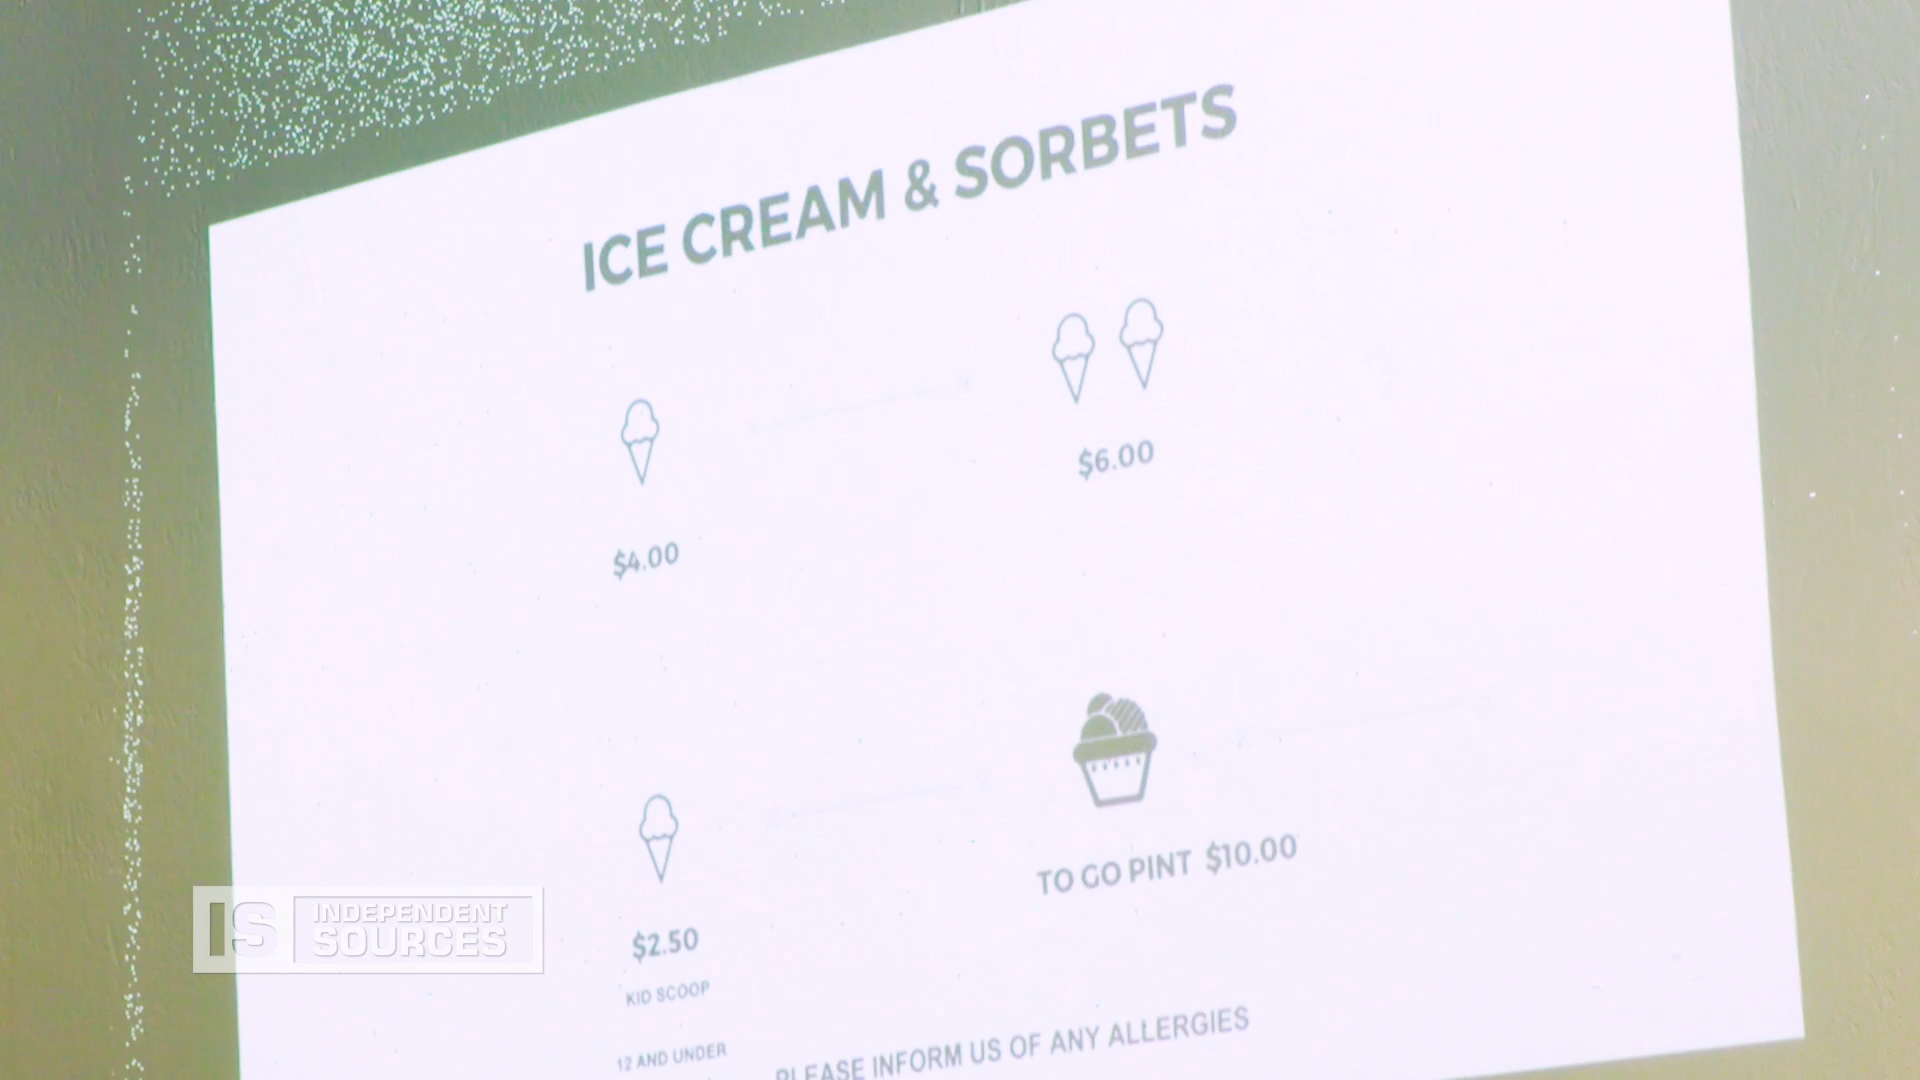 ICE CREAM & SORBETS
$4.00
$6.00
$2.50
KID SCOOP
12 AND UNDER
TO GO PINT $10.00
PLEASE INFORM US OF ANY ALLERGIES
IS INDEPENDENT
SOURCES